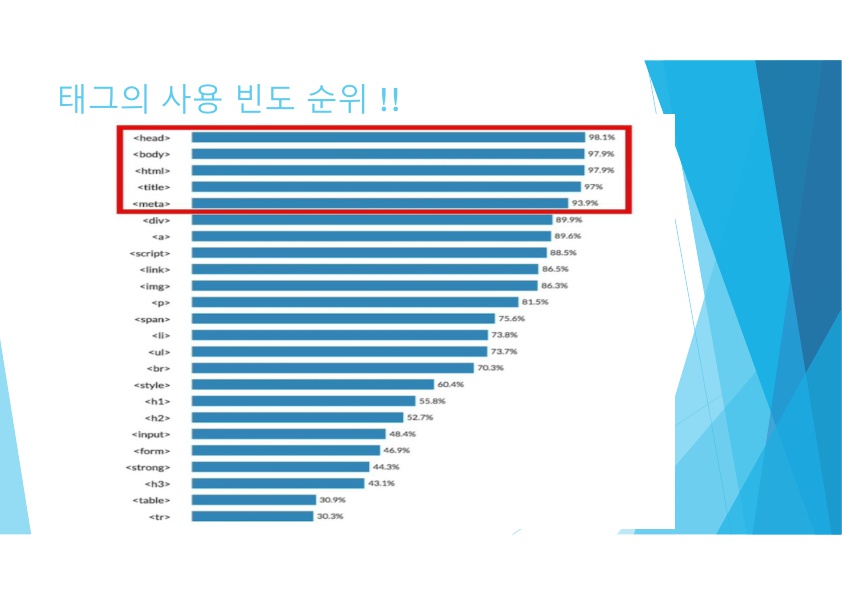 태그의 사용 빈도 순위 !!
<head> 98.1%
<body> 97.9%
<html> 97.9%
<title> 97%
<meta> 93.9%
<div> 89.9%
<a> 89.6%
<script> 88.5%
<link> 86.5%
<img> 86.3%
<p> 81.5%
<span> 75.6%
<li> 73.8%
<ul> 73.7%
<br> 70.3%
<style> 60.4%
<h1> 55.8%
<h2> 52.7%
<input> 48.4%
<form> 46.9%
<strong> 44.3%
<h3> 43.1%
<table> 30.9%
<tr> 30.3%